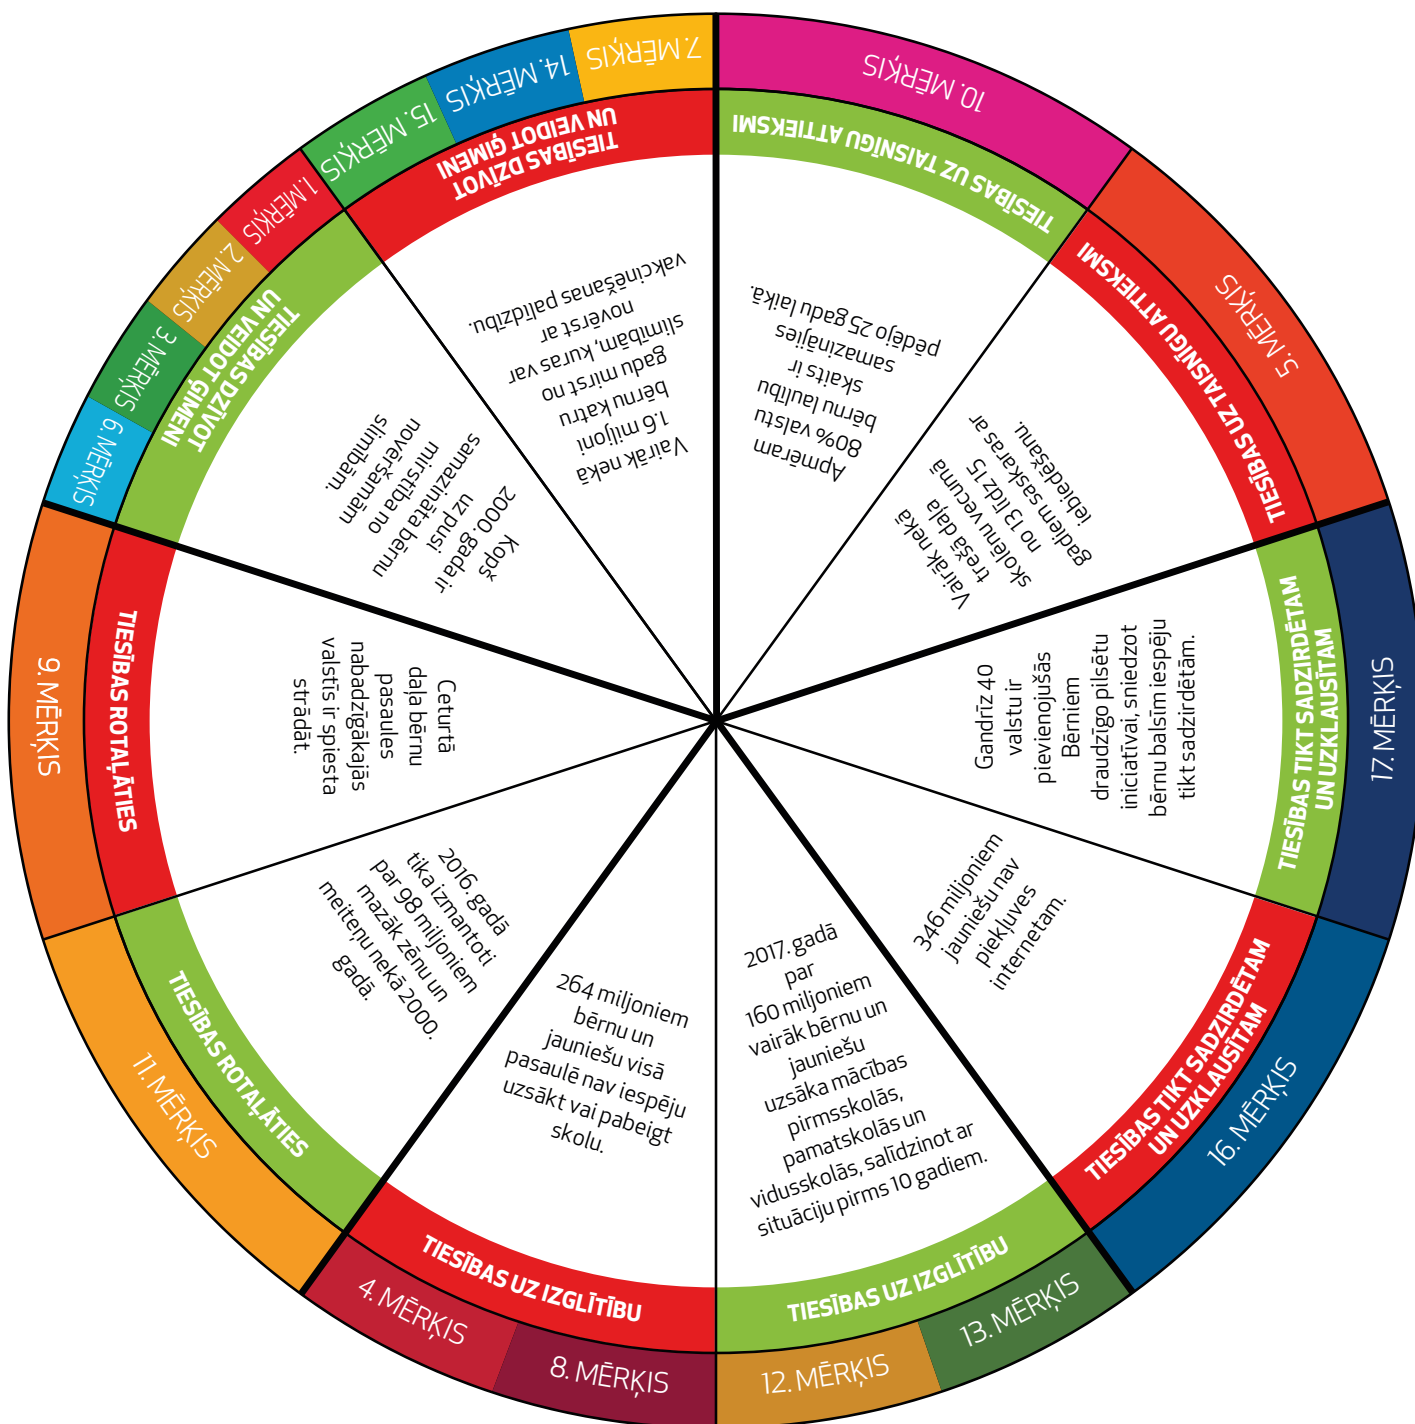 10. MĒRĶIS
TIESĪBAS UZ TAISNĪGU ATTIEKSMI
Apmēram
80% valstu
bērnu laulību
skaits ir
samazinājies
pēdējo 25 gadu laikā.
5. MĒRĶIS
TIESĪBAS UZ TAISNĪGU ATTIEKSMI
Vairāk nekā
trešā daļa
skolēnu vecumā
no 13 līdz 15
gadiem saskaras ar
iebiedēšanu.
17. MĒRĶIS
TIESĪBAS TIKT SADZIRDĒTAM
UN UZKLAUSĪTAM
Gandrīz 40
valstu ir
pievienojušās
Bērniem
draudzīgo pilsētu
iniciatīvai, sniedzot
bērnu balsīm iespēju
tikt sadzirdētām.
16. MĒRĶIS
TIESĪBAS TIKT SADZIRDĒTAM
UN UZKLAUSĪTAM
346 miljoniem
jauniešu nav
piekļuves
internetam.
13. MĒRĶIS
12. MĒRĶIS
TIESĪBAS UZ IZGLĪTĪBU
2017. gadā
par
160 miljoniem
vairāk bērnu un
jauniešu
uzsāka mācības
pirmsskolās,
pamatskolās un
vidusskolās, salīdzinot ar
situāciju pirms 10 gadiem.
8. MĒRĶIS
4. MĒRĶIS
TIESĪBAS UZ IZGLĪTĪBU
264 miljoniem
bērnu un
jauniešu visā
pasaulē nav iespēju
uzsākt vai pabeigt
skolu.
11. MĒRĶIS
TIESĪBAS ROTAĻĀTIES
2016. gadā
tika izmantoti
par 98 miljoniem
mazāk zēnu un
meiteņu nekā 2000.
gadā.
9. MĒRĶIS
TIESĪBAS ROTAĻĀTIES
Ceturtā
daļa bērnu
pasaules
nabadzīgākajās
valstīs ir spiesta
strādāt.
6. MĒRĶIS
3. MĒRĶIS
2. MĒRĶIS
1. MĒRĶIS
TIESĪBAS DZĪVOT
UN VEIDOT ĢIMENI
Kopš
2000. gada ir
uz pusi
samazināta bērnu
mirstība no
novēršamām
slimībām.
15. MĒRĶIS
14. MĒRĶIS
7. MĒRĶIS
TIESĪBAS DZĪVOT
UN VEIDOT ĢIMENI
Vairāk nekā
1.6 miljoni
bērnu katru
gadu mirst no
slimībām, kuras var
novērst ar
vakcinēšanas palīdzību.